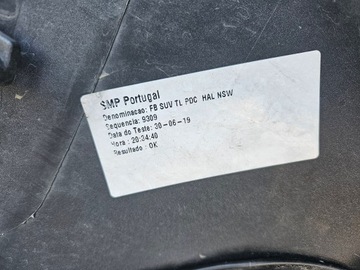 SMP Portugal
Denominacao: FB SUV TL PDC HAL NSW
Sequencia: 9309
Data do Teste: 30-06-19
Hora : 20:34:40
Resultado : OK